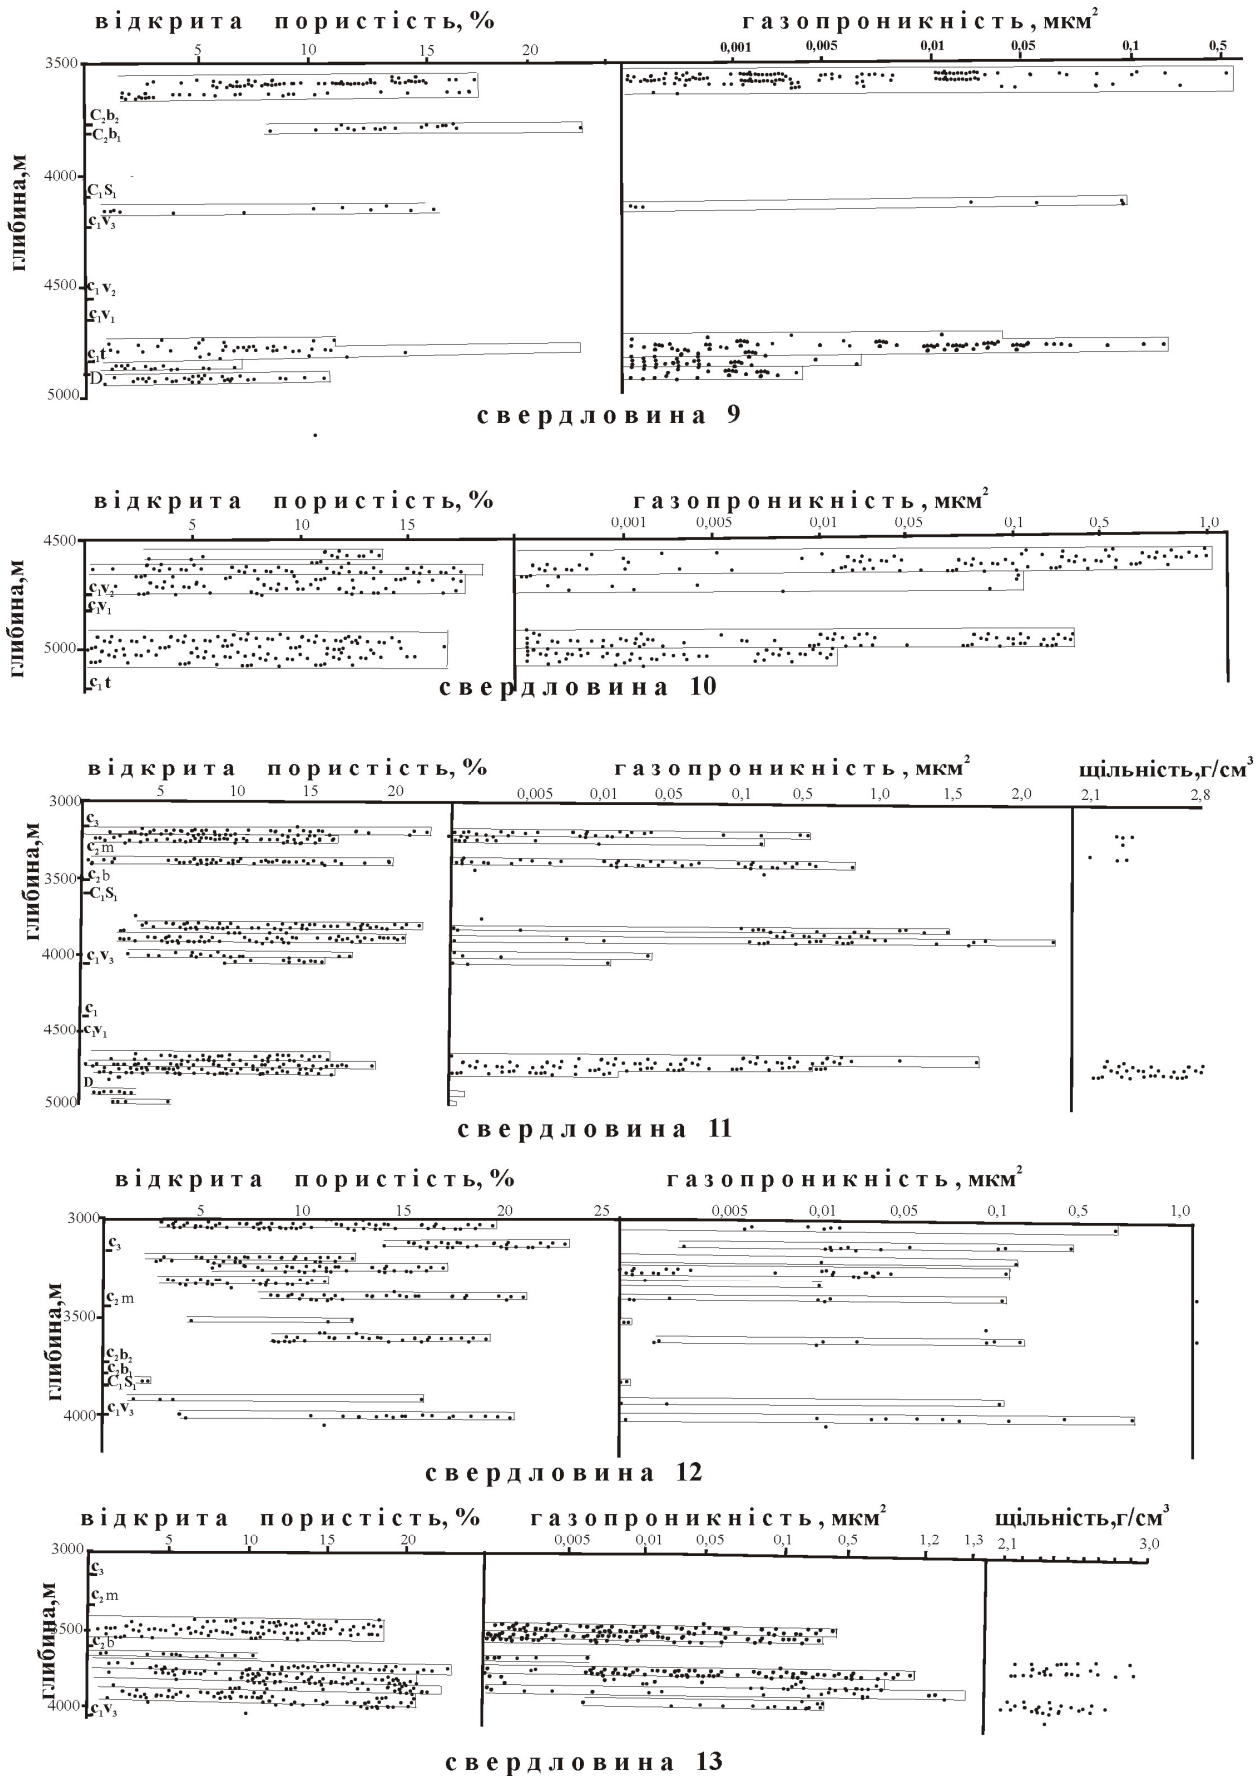 відкрита пористість, % газопроникність, мкм²
5 10 15 20 0,001 0,005 0,01 0,05 0,1 0,5
3500
C₂b₂
C₂b₁
4000
C₁S₁
c₁v₃
4500
c₁v₂
c₁v₁
c₁t
D
5000
глибина,м
свердловина 9
відкрита пористість, % газопроникність, мкм²
5 10 15 0,001 0,005 0,01 0,05 0,1 0,5 1,0
4500
c₁v₂
c₁v₁
5000
c₁t
глибина,м
свердловина 10
відкрита пористість, % газопроникність, мкм² щільність,г/см³
5 10 15 20 0,005 0,01 0,05 0,1 0,5 1,0 1,5 2,0 2,1 2,8
3000
c₃
c₂m
3500
c₂b
C₁S₁
4000
c₁v₃
c₁
4500
c₁v₁
D
5000
глибина,м
свердловина 11
відкрита пористість, % газопроникність, мкм²
5 10 15 20 25 0,005 0,01 0,05 0,1 0,5 1,0
3000
c₃
c₂m
3500
c₂b₂
c₂b₁
C₁S₁
c₁v₃
4000
глибина,м
свердловина 12
відкрита пористість, % газопроникність, мкм² щільність,г/см³
5 10 15 20 0,005 0,01 0,05 0,1 0,5 1,2 1,3 2,1 3,0
3000
c₃
c₂m
3500
c₂b
4000
c₁v₃
глибина,м
свердловина 13